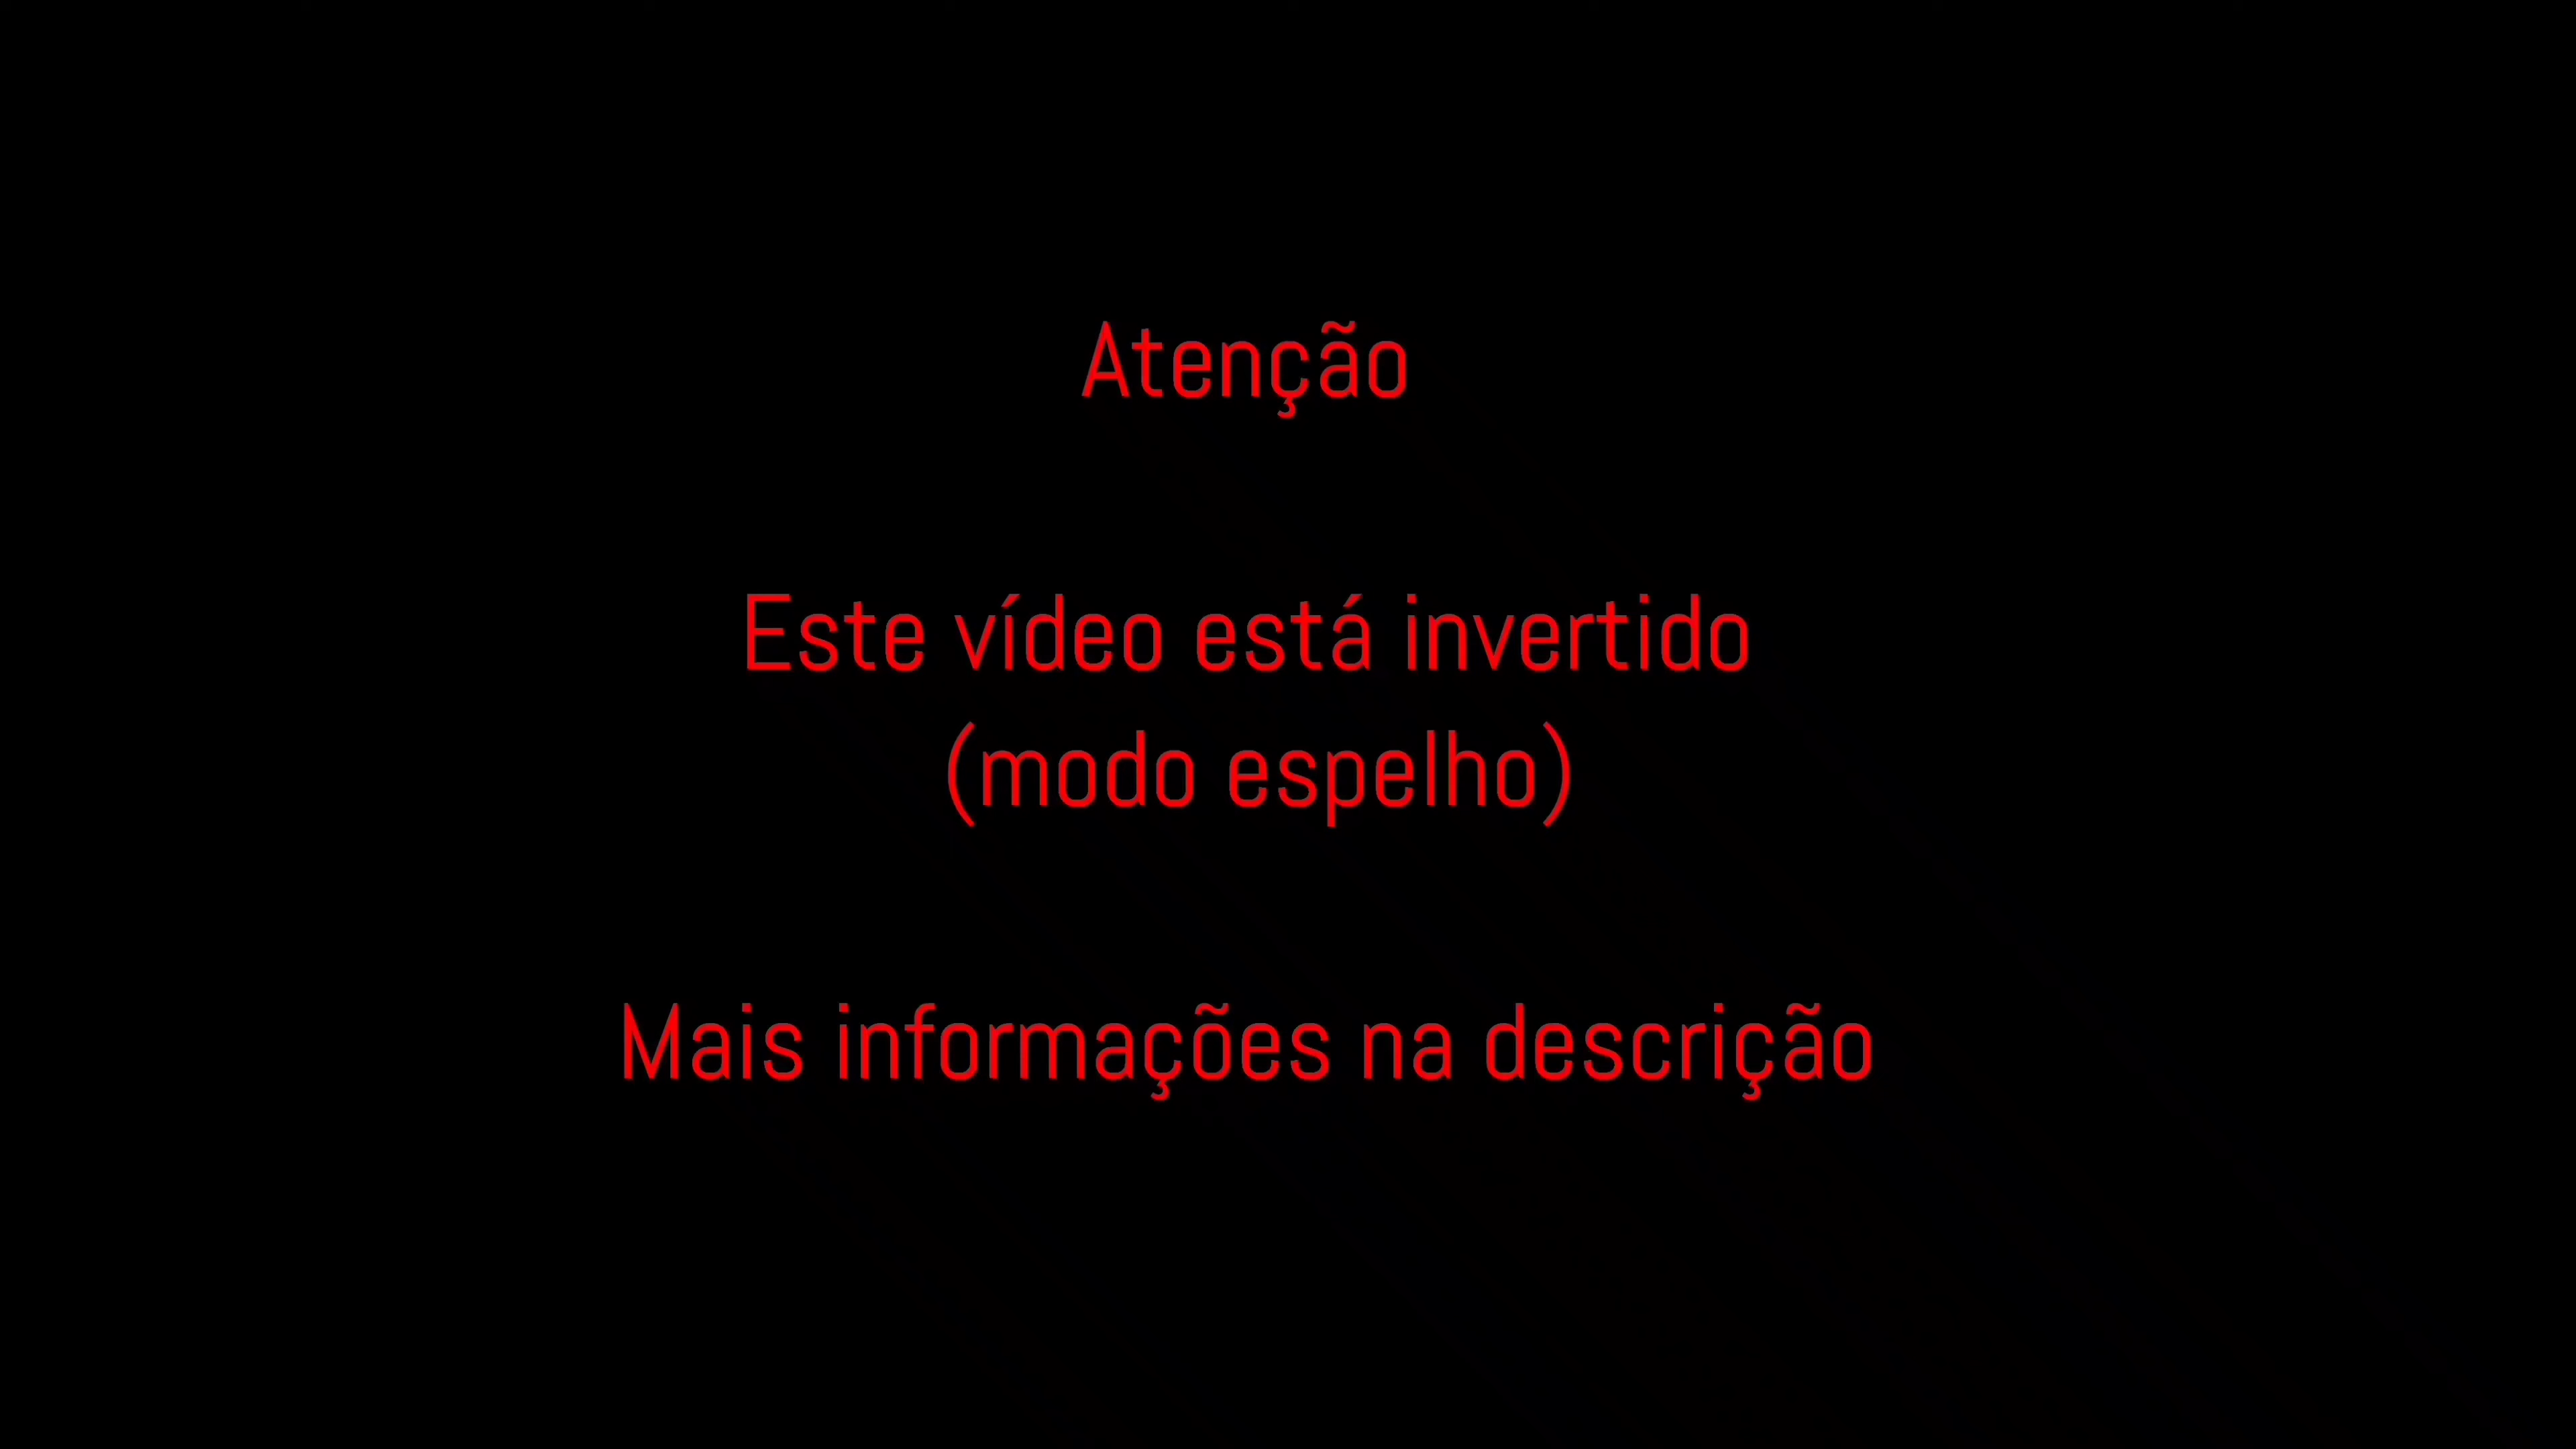 Atenção
Este vídeo está invertido
(modo espelho)
Mais informações na descrição